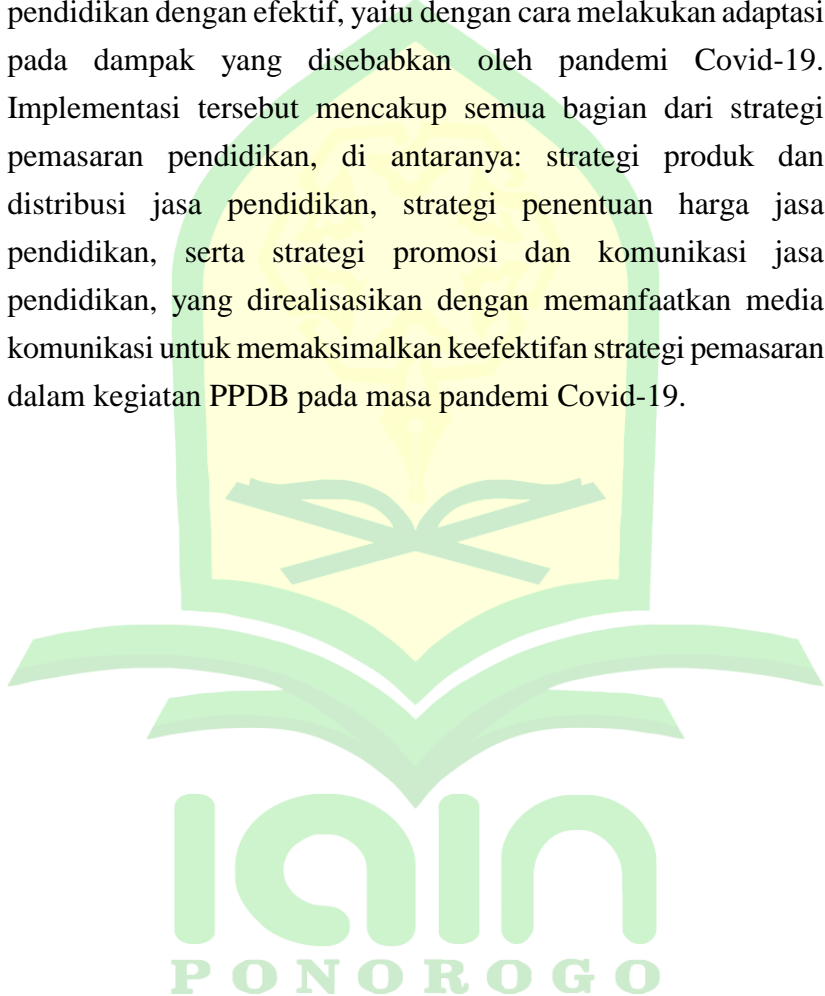 pendidikan dengan efektif, yaitu dengan cara melakukan adaptasi
pada dampak yang disebabkan oleh pandemi Covid-19.
Implementasi tersebut mencakup semua bagian dari strategi
pemasaran pendidikan, di antaranya: strategi produk dan
distribusi jasa pendidikan, strategi penentuan harga jasa
pendidikan, serta strategi promosi dan komunikasi jasa
pendidikan, yang direalisasikan dengan memanfaatkan media
komunikasi untuk memaksimalkan keefektifan strategi pemasaran
dalam kegiatan PPDB pada masa pandemi Covid-19.
iain
PONOROGO